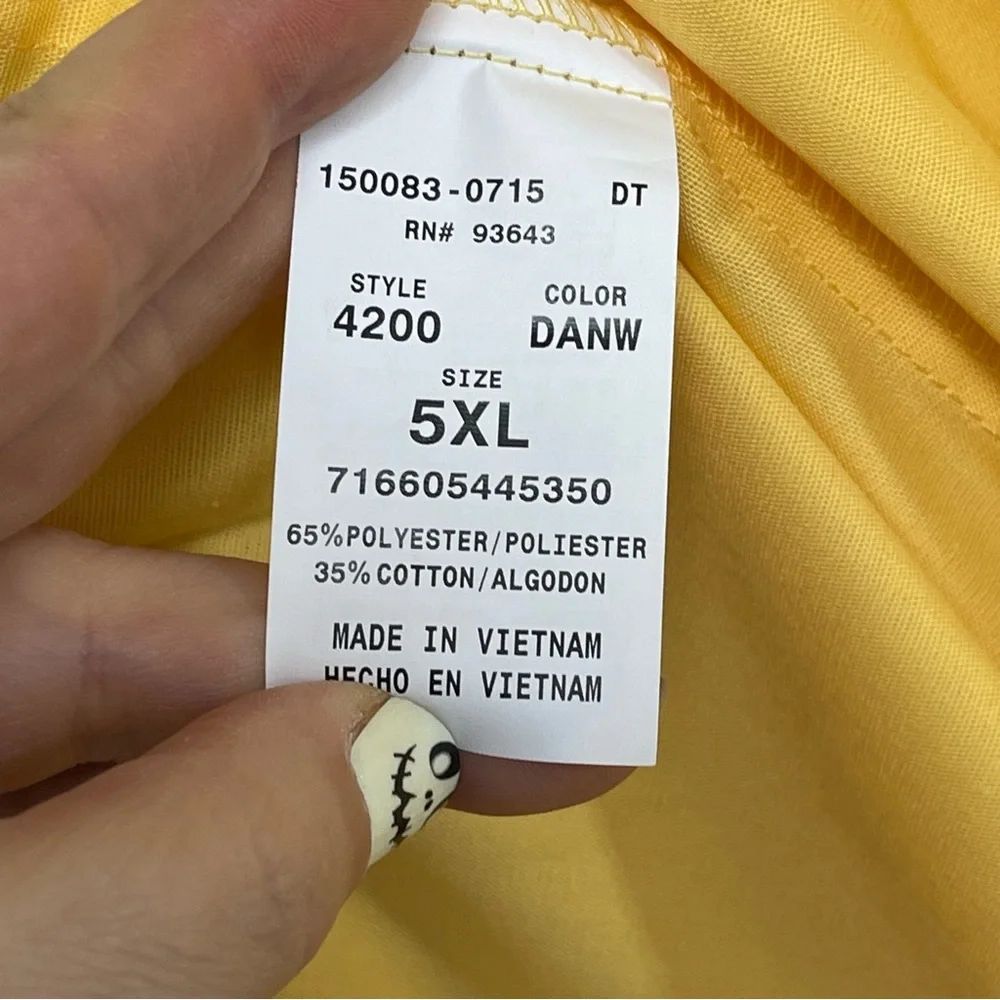 150083-0715 DT
RN# 93643
STYLE COLOR
4200 DANW
SIZE
5XL
716605445350
65%POLYESTER/POLIESTER
35%COTTON/ALGODON
MADE IN VIETNAM
HECHO EN VIETNAM